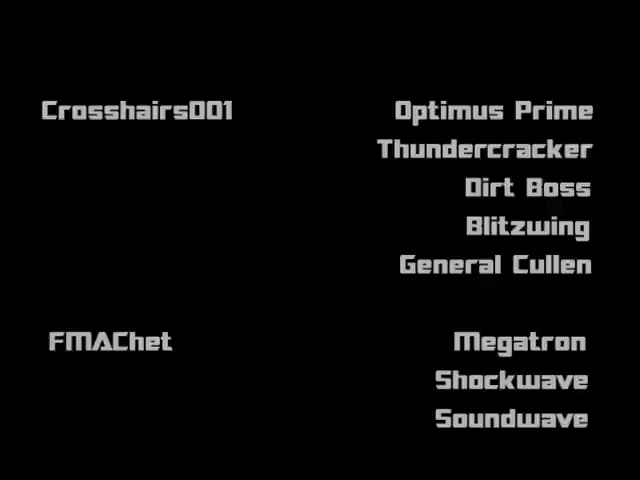 Crosshairs001 Optimus Prime
Thundercracker
Dirt Boss
Blitzwing
General Cullen
FMAChet Megatron
Shockwave
Soundwave